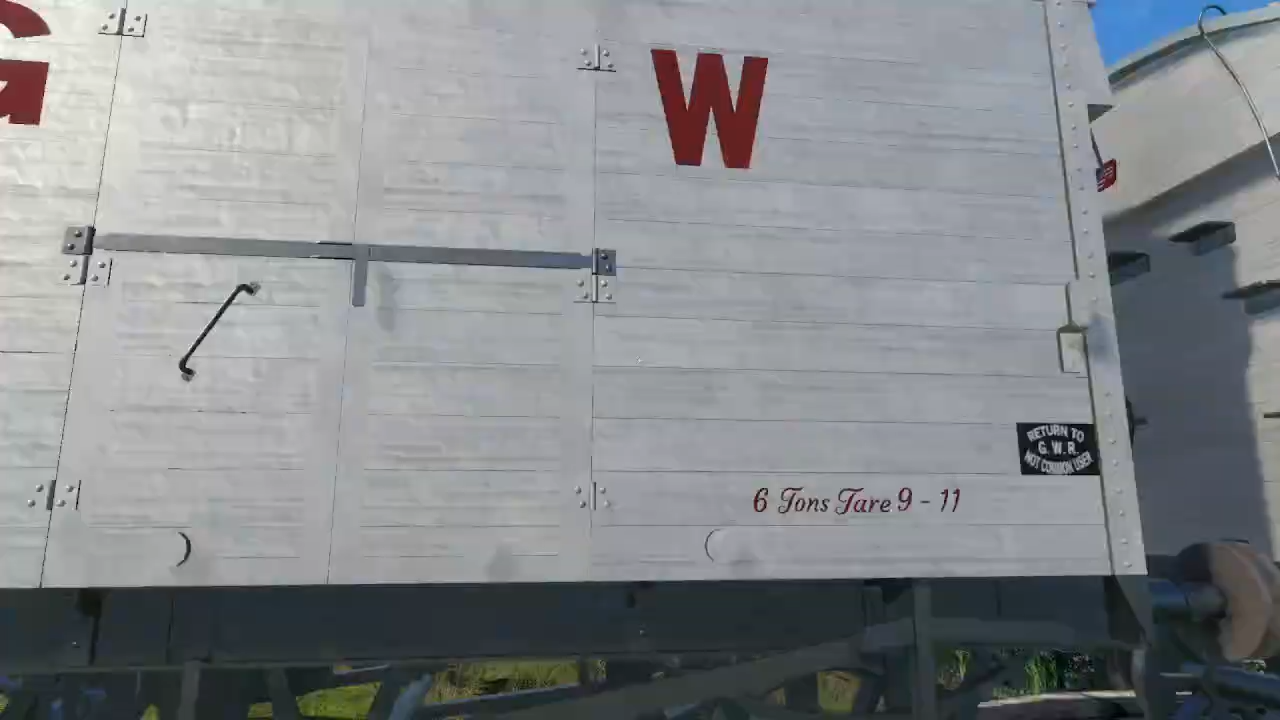 G W
RETURN TO
G.W.R.
NOT COMMON USER
6 Tons Tare 9 - 11